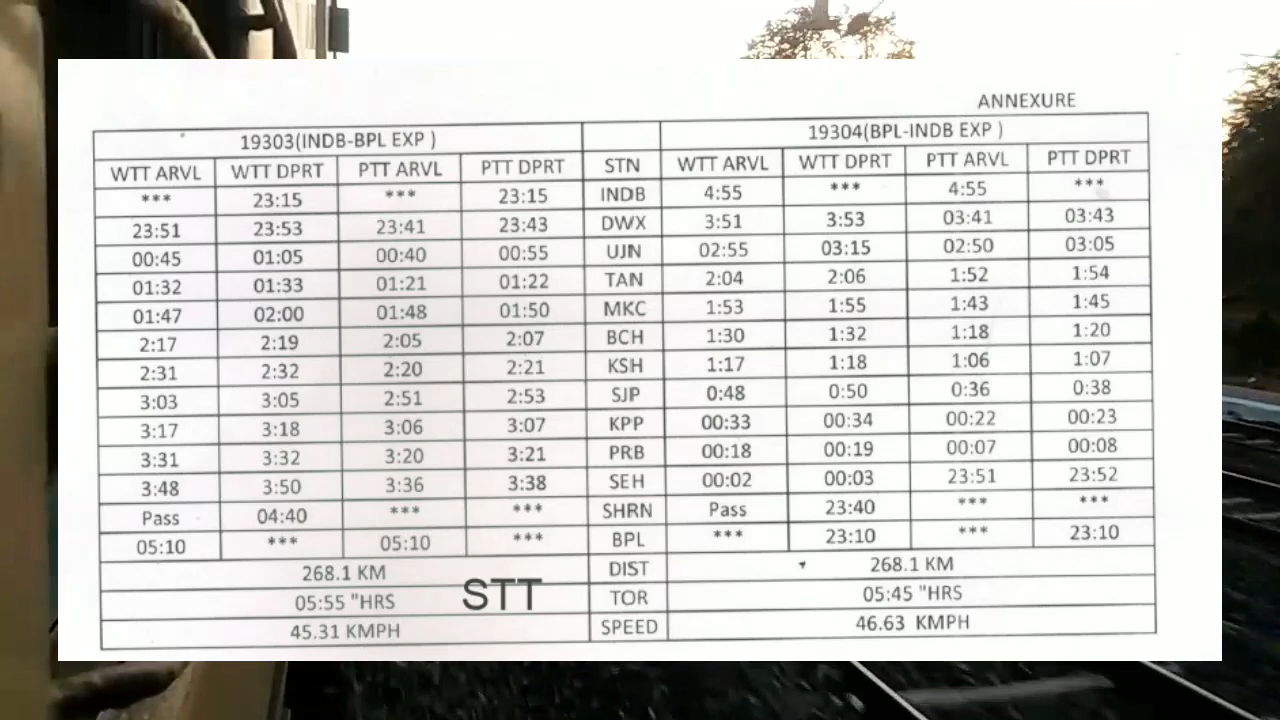 ANNEXURE
19303(INDB-BPL EXP ) 19304(BPL-INDB EXP )
WTT ARVL WTT DPRT PTT ARVL PTT DPRT STN WTT ARVL WTT DPRT PTT ARVL PTT DPRT
*** 23:15 *** 23:15 INDB 4:55 *** 4:55 ***
23:51 23:53 23:41 23:43 DWX 3:51 3:53 03:41 03:43
00:45 01:05 00:40 00:55 UJN 02:55 03:15 02:50 03:05
01:32 01:33 01:21 01:22 TAN 2:04 2:06 1:52 1:54
01:47 02:00 01:48 01:50 MKC 1:53 1:55 1:43 1:45
2:17 2:19 2:05 2:07 BCH 1:30 1:32 1:18 1:20
2:31 2:32 2:20 2:21 KSH 1:17 1:18 1:06 1:07
3:03 3:05 2:51 2:53 SJP 0:48 0:50 0:36 0:38
3:17 3:18 3:06 3:07 KPP 00:33 00:34 00:22 00:23
3:31 3:32 3:20 3:21 PRB 00:18 00:19 00:07 00:08
3:48 3:50 3:36 3:38 SEH 00:02 00:03 23:51 23:52
Pass 04:40 *** *** SHRN Pass 23:40 *** ***
05:10 *** 05:10 *** BPL *** 23:10 *** 23:10
268.1 KM DIST 268.1 KM
05:55 "HRS STT TOR 05:45 "HRS
45.31 KMPH SPEED 46.63 KMPH